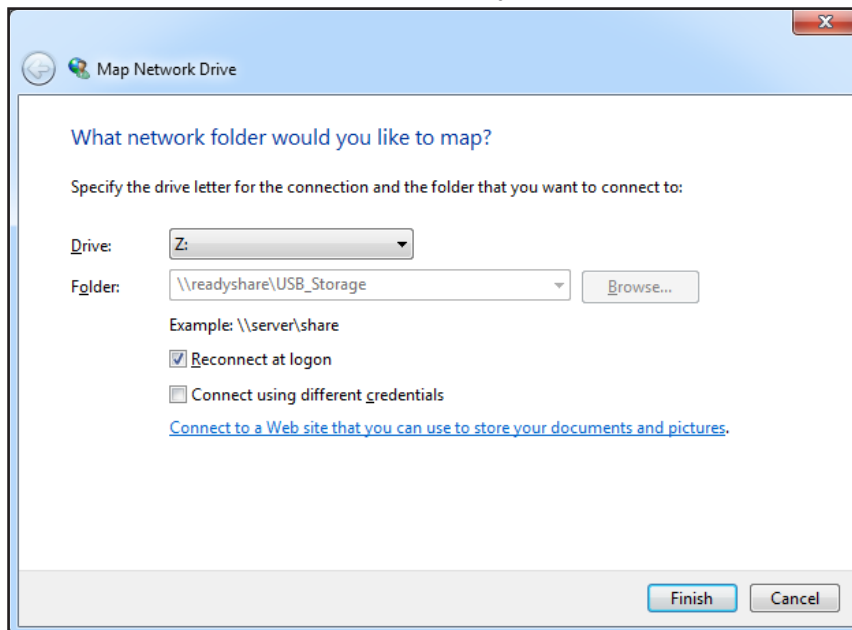 Map Network Drive
What network folder would you like to map?
Specify the drive letter for the connection and the folder that you want to connect to:
Drive: Z:
Folder: \\readyshare\USB_Storage Browse...
Example: \\server\share
Reconnect at logon
Connect using different credentials
Connect to a Web site that you can use to store your documents and pictures.
Finish Cancel